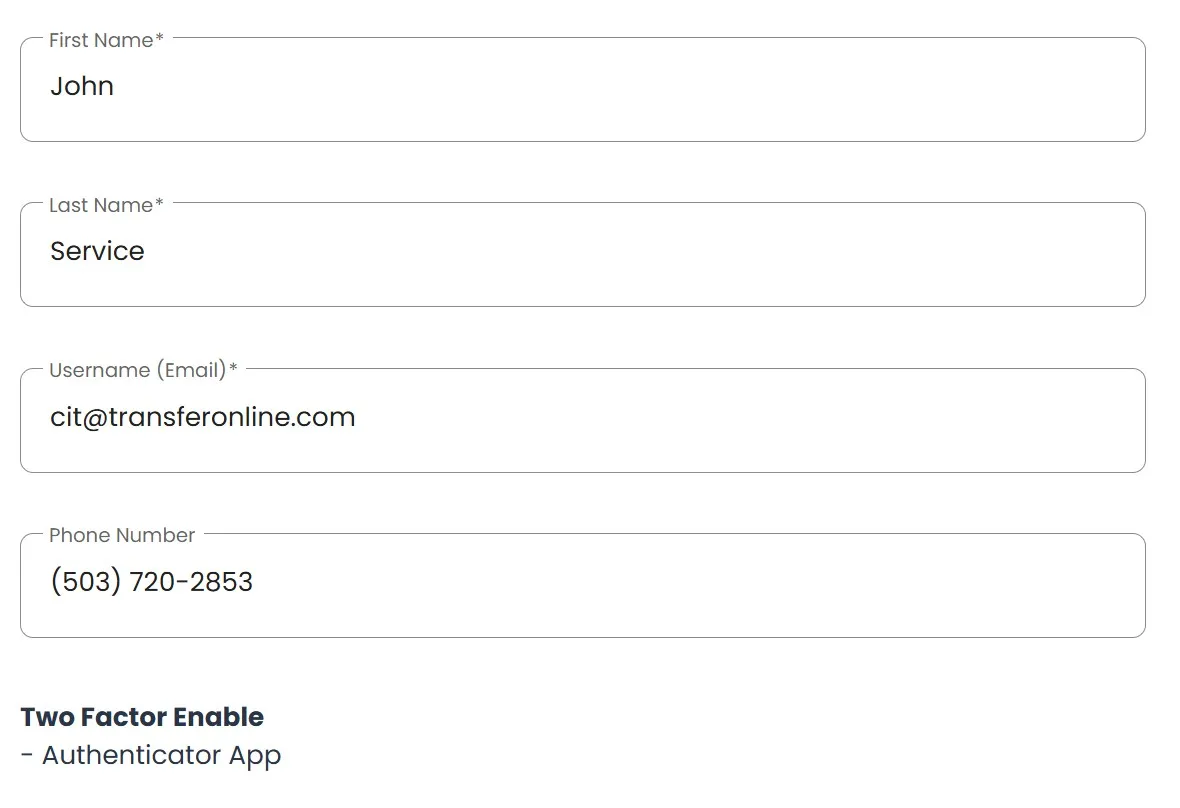 First Name*
John
Last Name*
Service
Username (Email)*
cit@transferonline.com
Phone Number
(503) 720-2853
Two Factor Enable
- Authenticator App